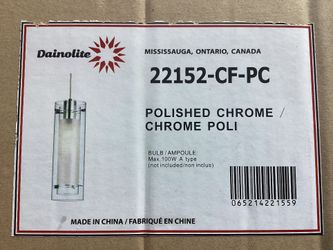 Dainolite
MISSISSAUGA, ONTARIO, CANADA
22152-CF-PC
POLISHED CHROME /
CHROME POLI
BULB / AMPOULE
Max. 100W A type
(not included/non inclus)
065214221559
MADE IN CHINA / FABRIQUÉ EN CHINE